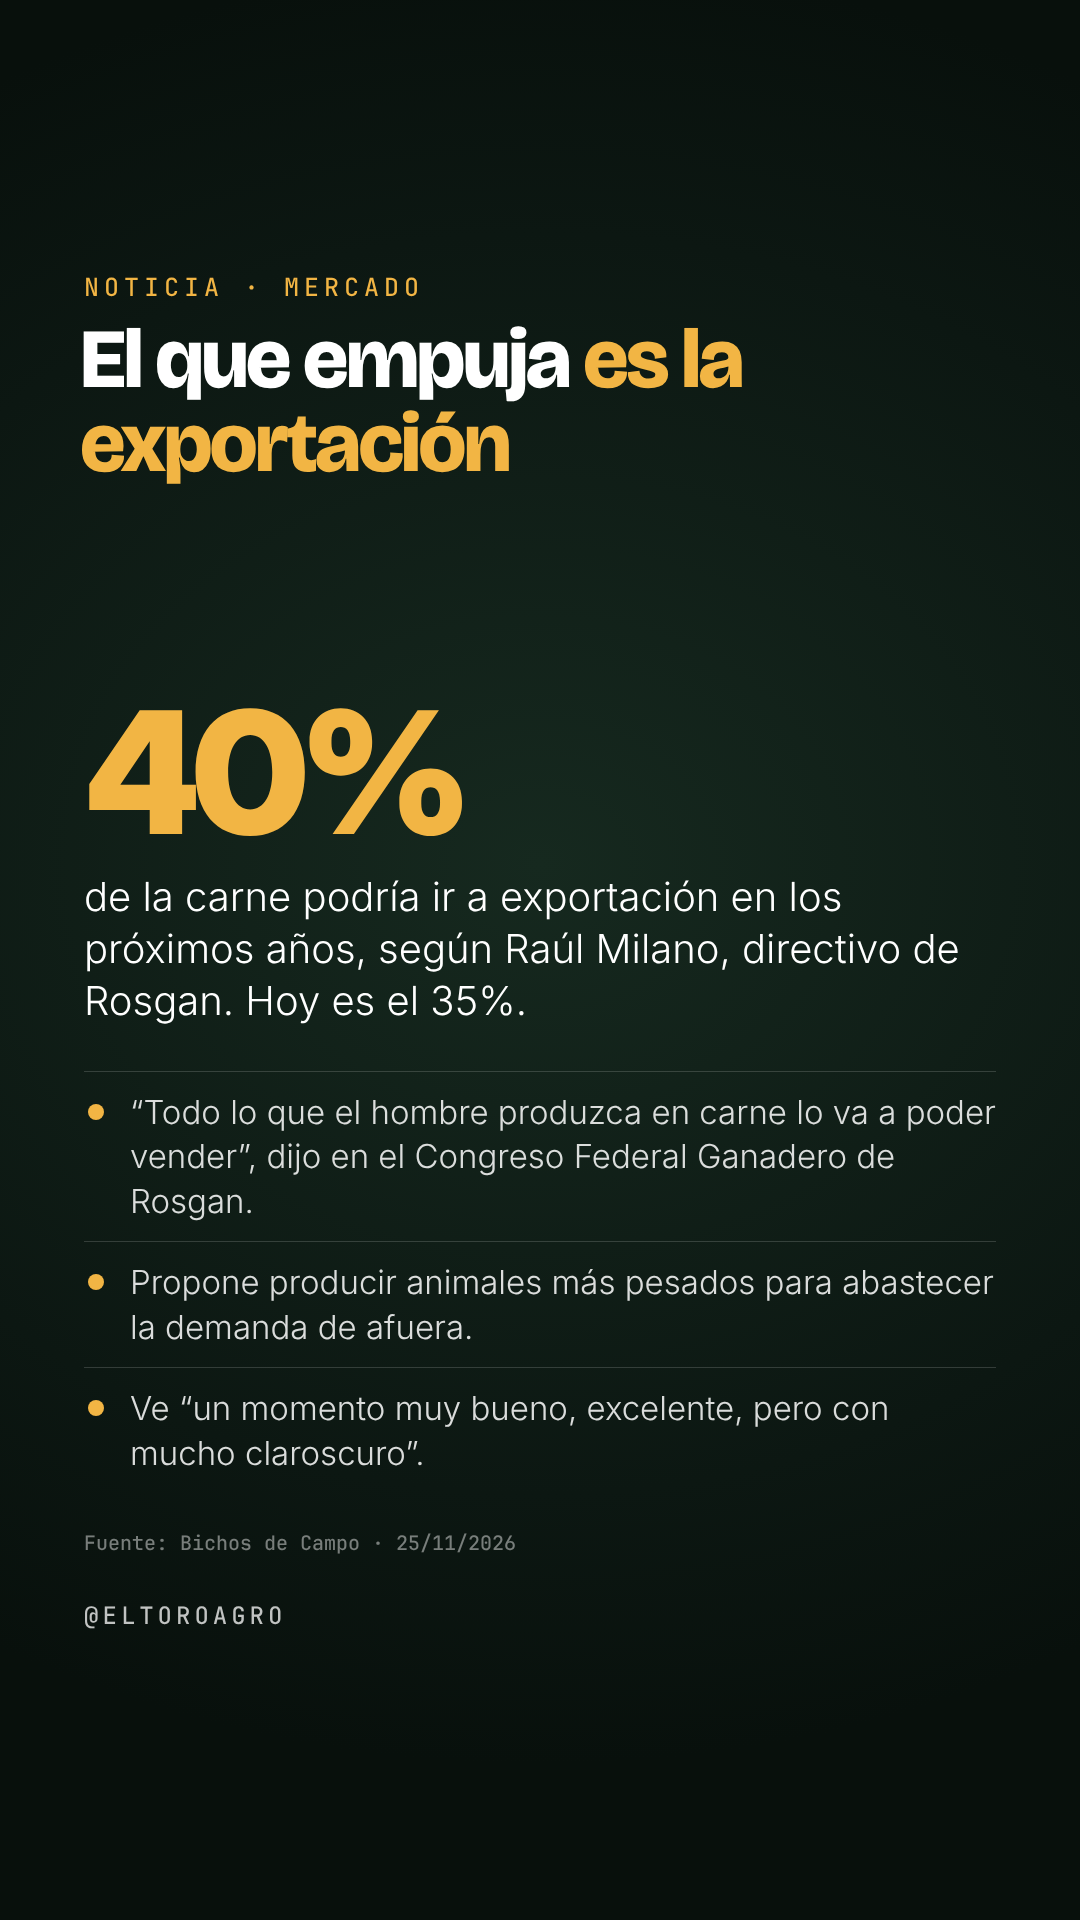 NOTICIA · MERCADO
El que empuja es la
exportación
40%
de la carne podría ir a exportación en los
próximos años, según Raúl Milano, directivo de
Rosgan. Hoy es el 35%.
“Todo lo que el hombre produzca en carne lo va a poder
vender”, dijo en el Congreso Federal Ganadero de
Rosgan.
Propone producir animales más pesados para abastecer
la demanda de afuera.
Ve “un momento muy bueno, excelente, pero con
mucho claroscuro”.
Fuente: Bichos de Campo · 25/11/2026
@ELTOROAGRO